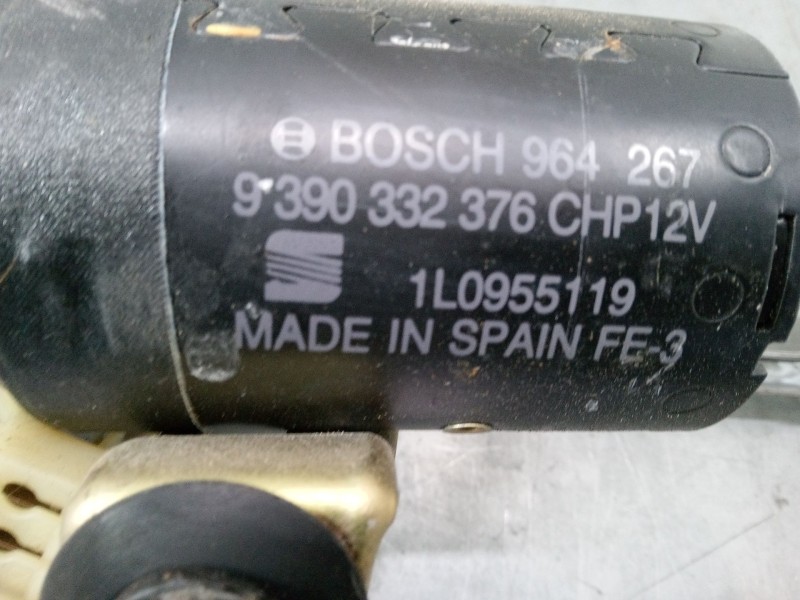 BOSCH 964 267
9 390 332 376 CHP12V
1L0955119
MADE IN SPAIN FE-3